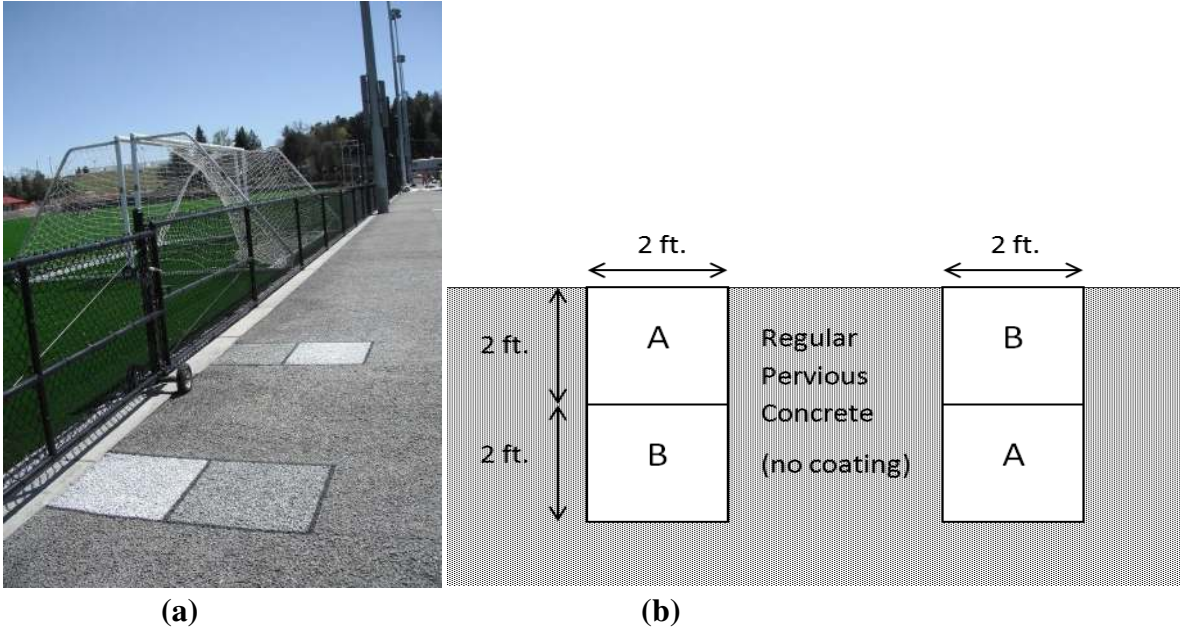 2 ft.
2 ft.
2 ft.
A
B
Regular
Pervious
Concrete
(no coating)
2 ft.
B
A
(a)
(b)